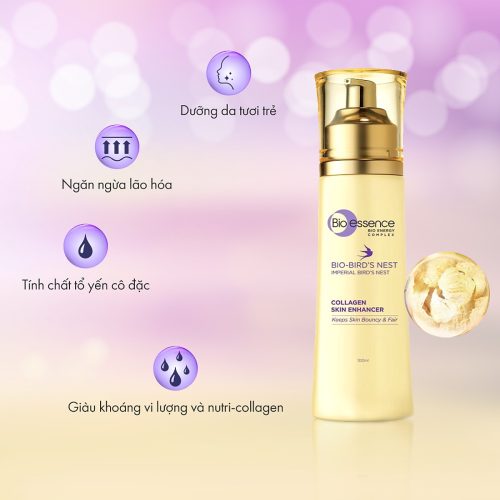 Dưỡng da tươi trẻ
Ngăn ngừa lão hóa
Tính chất tổ yến cô đặc
Giàu khoáng vi lượng và nutri-collagen
Bio essence
BIO ENERGY
COMPLEX
BIO-BIRD'S NEST
IMPERIAL BIRD'S NEST
COLLAGEN
SKIN ENHANCER
Keeps Skin Bouncy & Fair
100ml